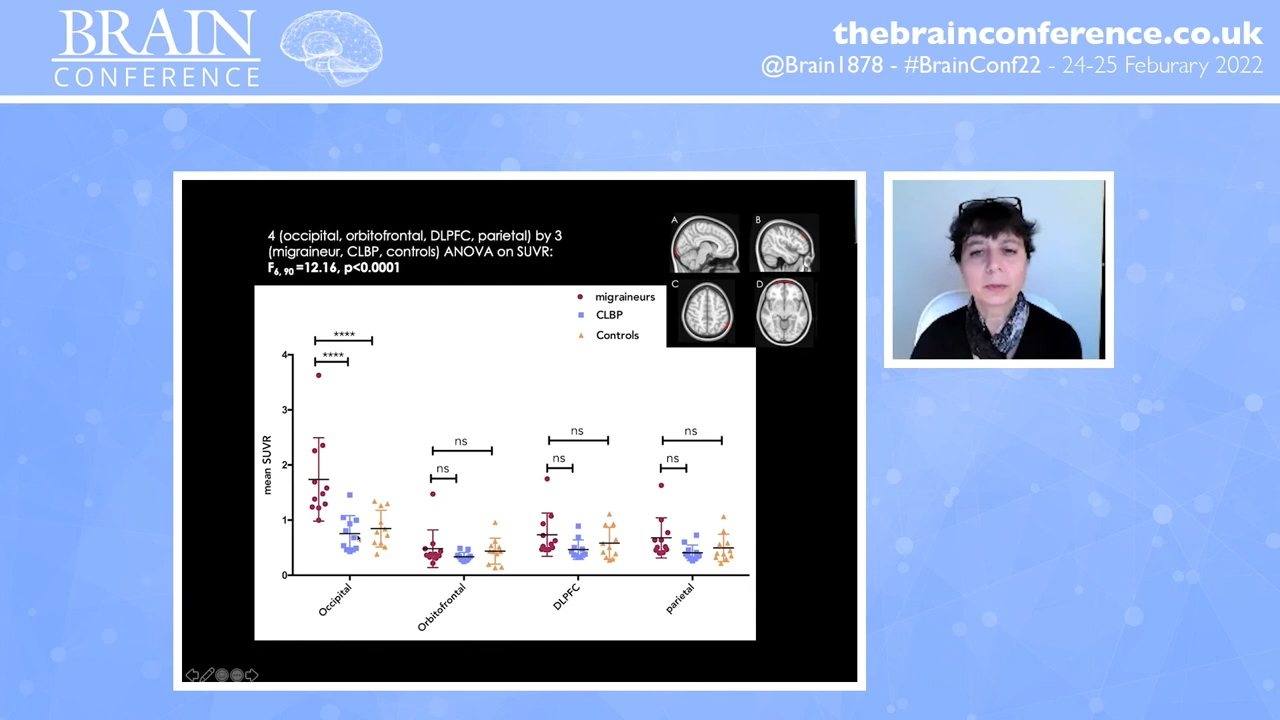 BRAIN
CONFERENCE
thebrainconference.co.uk
@Brain1878 - #BrainConf22 - 24-25 Feburary 2022
4 (occipital, orbitofrontal, DLPFC, parietal) by 3
(migraineur, CLBP, controls) ANOVA on SUVR:
F6, 90 =12.16, p<0.0001
A
B
C
D
migraineurs
CLBP
Controls
****
****
ns
ns
ns
ns
ns
ns
mean SUVR
4
3
2
1
0
Occipital
Orbitofrontal
DLPFC
parietal